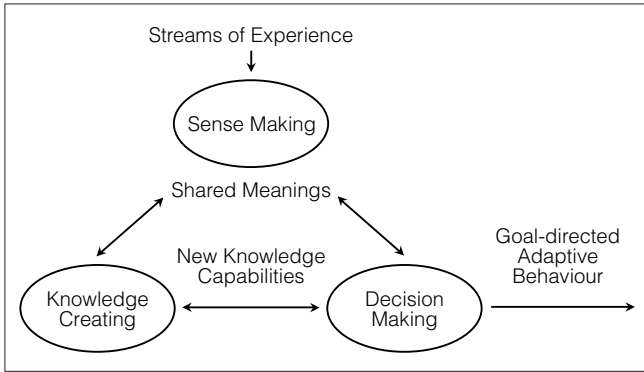 Streams of Experience
Sense Making
Shared Meanings
New Knowledge
Capabilities
Goal-directed
Adaptive
Behaviour
Knowledge
Creating
Decision
Making